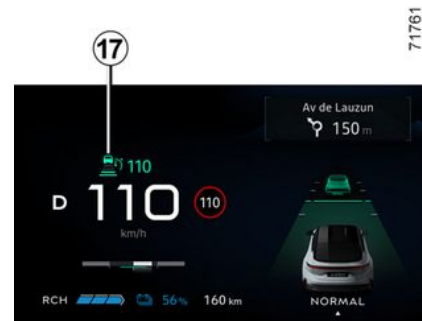 71761
17
Av de Lauzun
150 m
110
D 110 110
km/h
RCH 56% 160 km
NORMAL